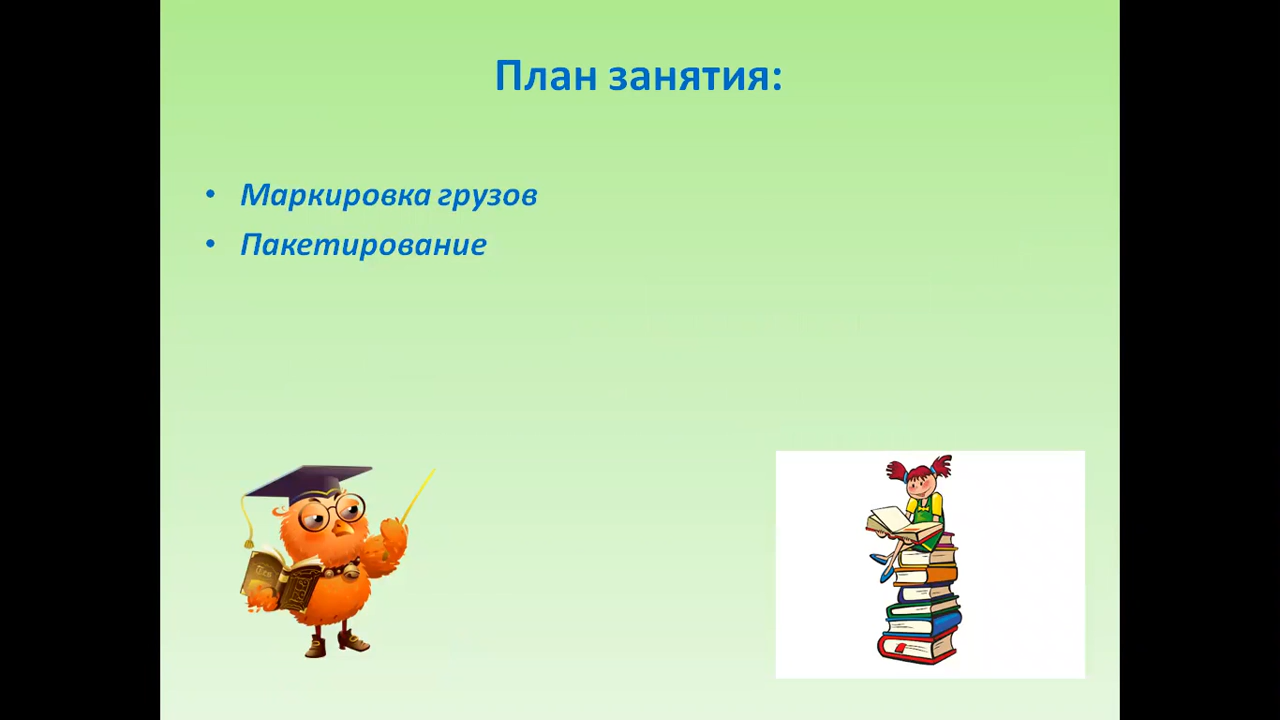 План занятия:
• Маркировка грузов
• Пакетирование